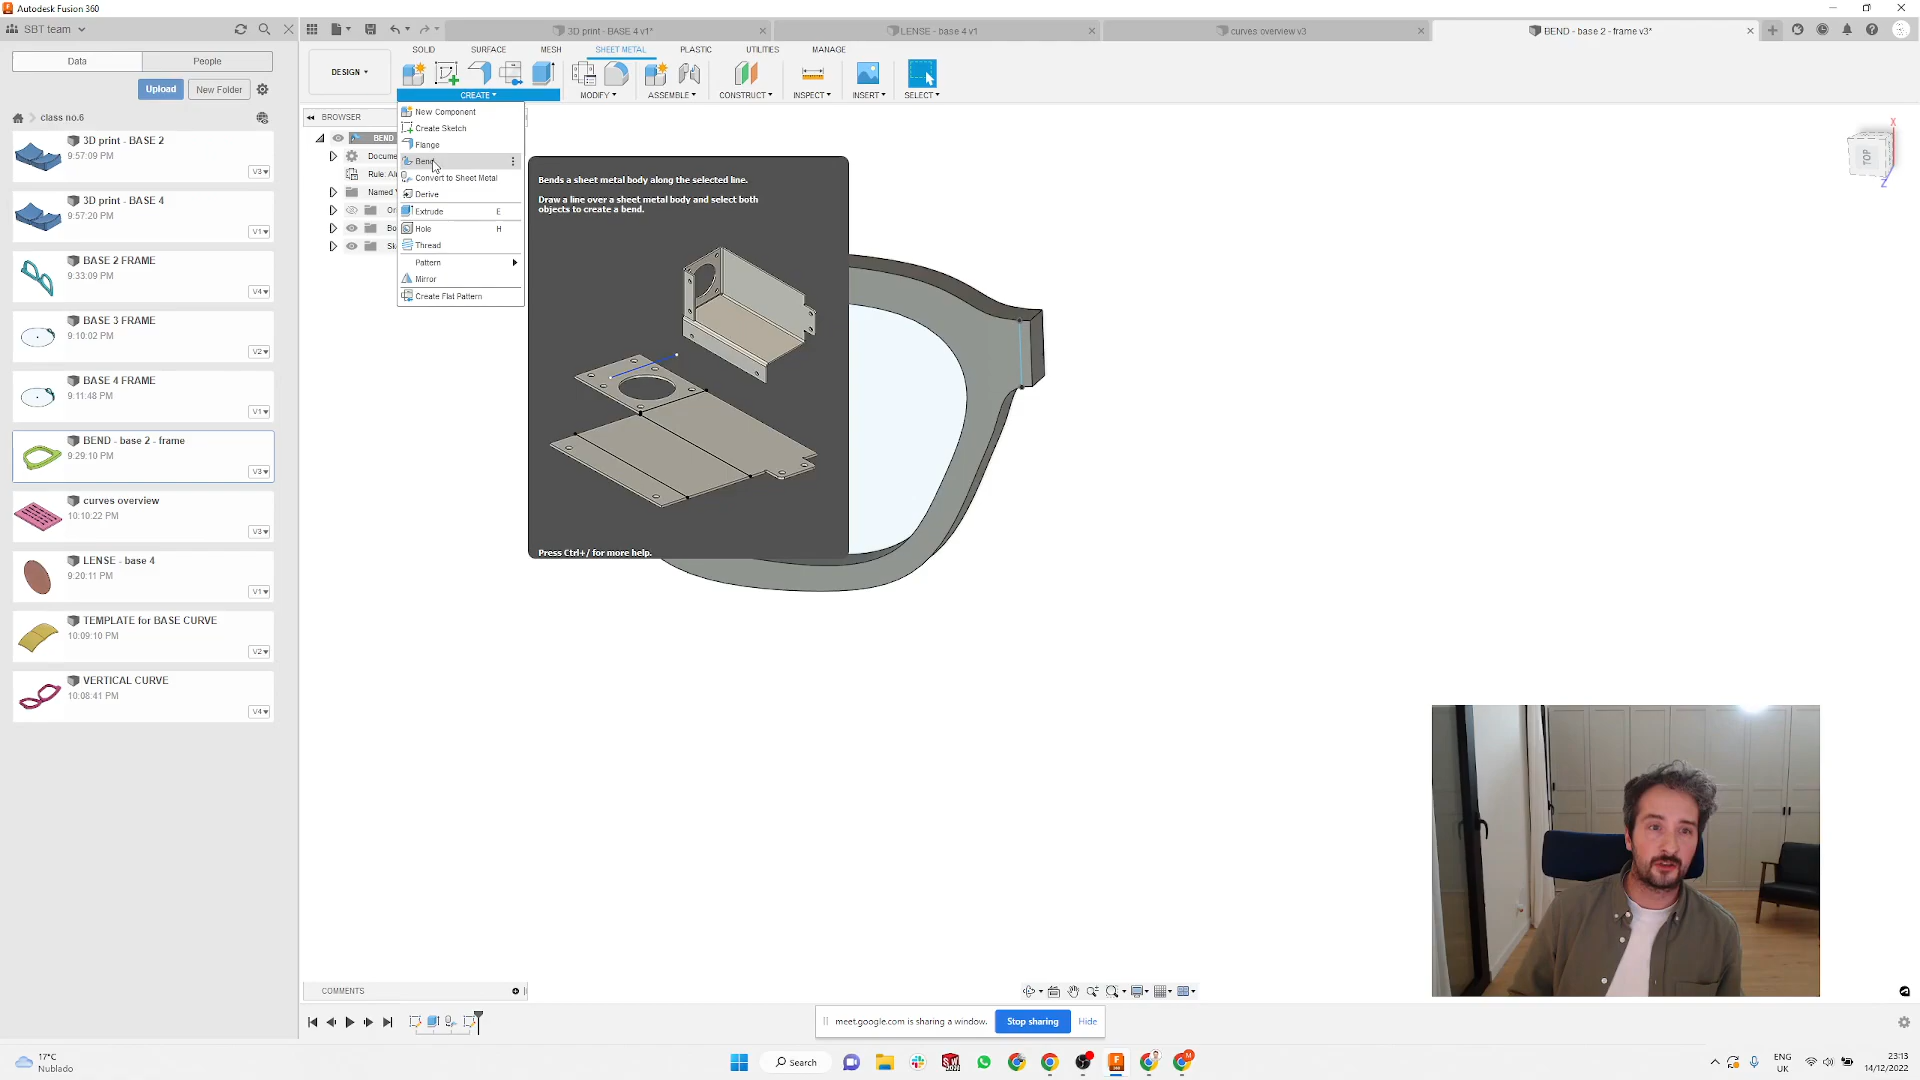 Autodesk Fusion 360
SBT team
3D print - BASE 4 v1*
LENSE - base 4 v1
curves overview v3
BEND - base 2 - frame v3*
SOLID
SURFACE
MESH
SHEET METAL
PLASTIC
UTILITIES
MANAGE
Data
People
DESIGN
Upload
New Folder
CREATE
MODIFY
ASSEMBLE
CONSTRUCT
INSPECT
INSERT
SELECT
class no.6
BROWSER
New Component
Create Sketch
Flange
Bend
Convert to Sheet Metal
Derive
Extrude E
Hole H
Thread
Pattern
Mirror
Create Flat Pattern
BEND
Docume
Rule: Al
Named V
Or
Bo
Sk
Bends a sheet metal body along the selected line.
Draw a line over a sheet metal body and select both
objects to create a bend.
Press Ctrl+/ for more help.
TOP
X
Z
3D print - BASE 2
9:57:09 PM
V3
3D print - BASE 4
9:57:20 PM
V1
BASE 2 FRAME
9:33:09 PM
V4
BASE 3 FRAME
9:10:02 PM
V2
BASE 4 FRAME
9:11:48 PM
V1
BEND - base 2 - frame
9:29:10 PM
V3
curves overview
10:10:22 PM
V3
LENSE - base 4
9:20:11 PM
V1
TEMPLATE for BASE CURVE
10:09:10 PM
V2
VERTICAL CURVE
10:08:41 PM
V4
COMMENTS
meet.google.com is sharing a window.
Stop sharing
Hide
17°C
Nublado
Search
ENG
UK
23:13
14/12/2022